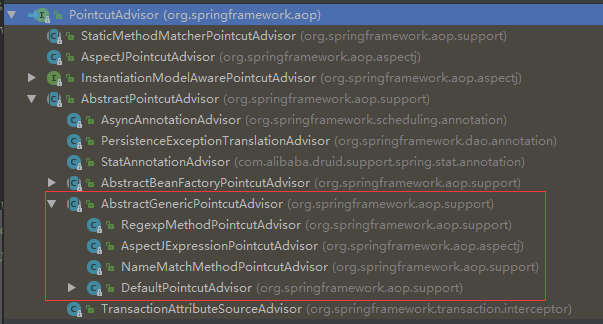 PointcutAdvisor (org.springframework.aop)
StaticMethodMatcherPointcutAdvisor (org.springframework.aop.support)
AspectJPointcutAdvisor (org.springframework.aop.aspectj)
InstantiationModelAwarePointcutAdvisor (org.springframework.aop.aspectj)
AbstractPointcutAdvisor (org.springframework.aop.support)
AsyncAnnotationAdvisor (org.springframework.scheduling.annotation)
PersistenceExceptionTranslationAdvisor (org.springframework.dao.annotation)
StatAnnotationAdvisor (com.alibaba.druid.support.spring.stat.annotation)
AbstractBeanFactoryPointcutAdvisor (org.springframework.aop.support)
AbstractGenericPointcutAdvisor (org.springframework.aop.support)
RegexpMethodPointcutAdvisor (org.springframework.aop.support)
AspectJExpressionPointcutAdvisor (org.springframework.aop.aspectj)
NameMatchMethodPointcutAdvisor (org.springframework.aop.support)
DefaultPointcutAdvisor (org.springframework.aop.support)
TransactionAttributeSourceAdvisor (org.springframework.transaction.interceptor)